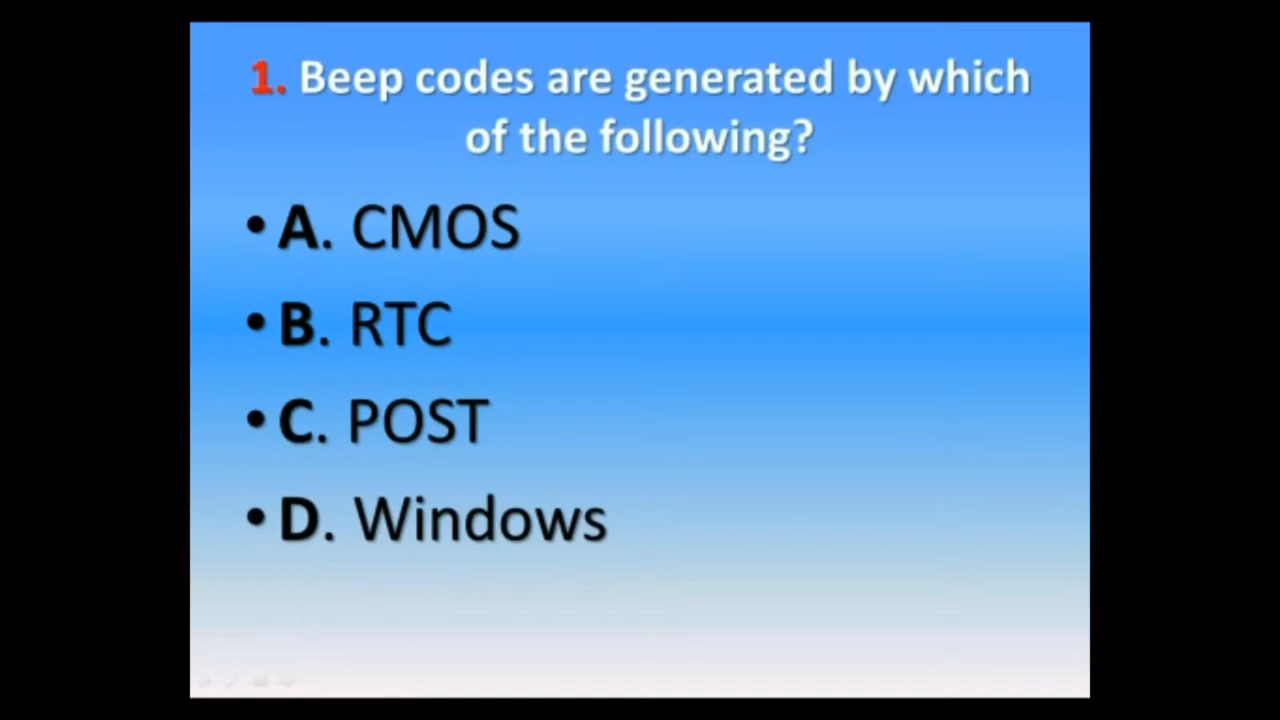 1. Beep codes are generated by which
of the following?
• A. CMOS
• B. RTC
• C. POST
• D. Windows